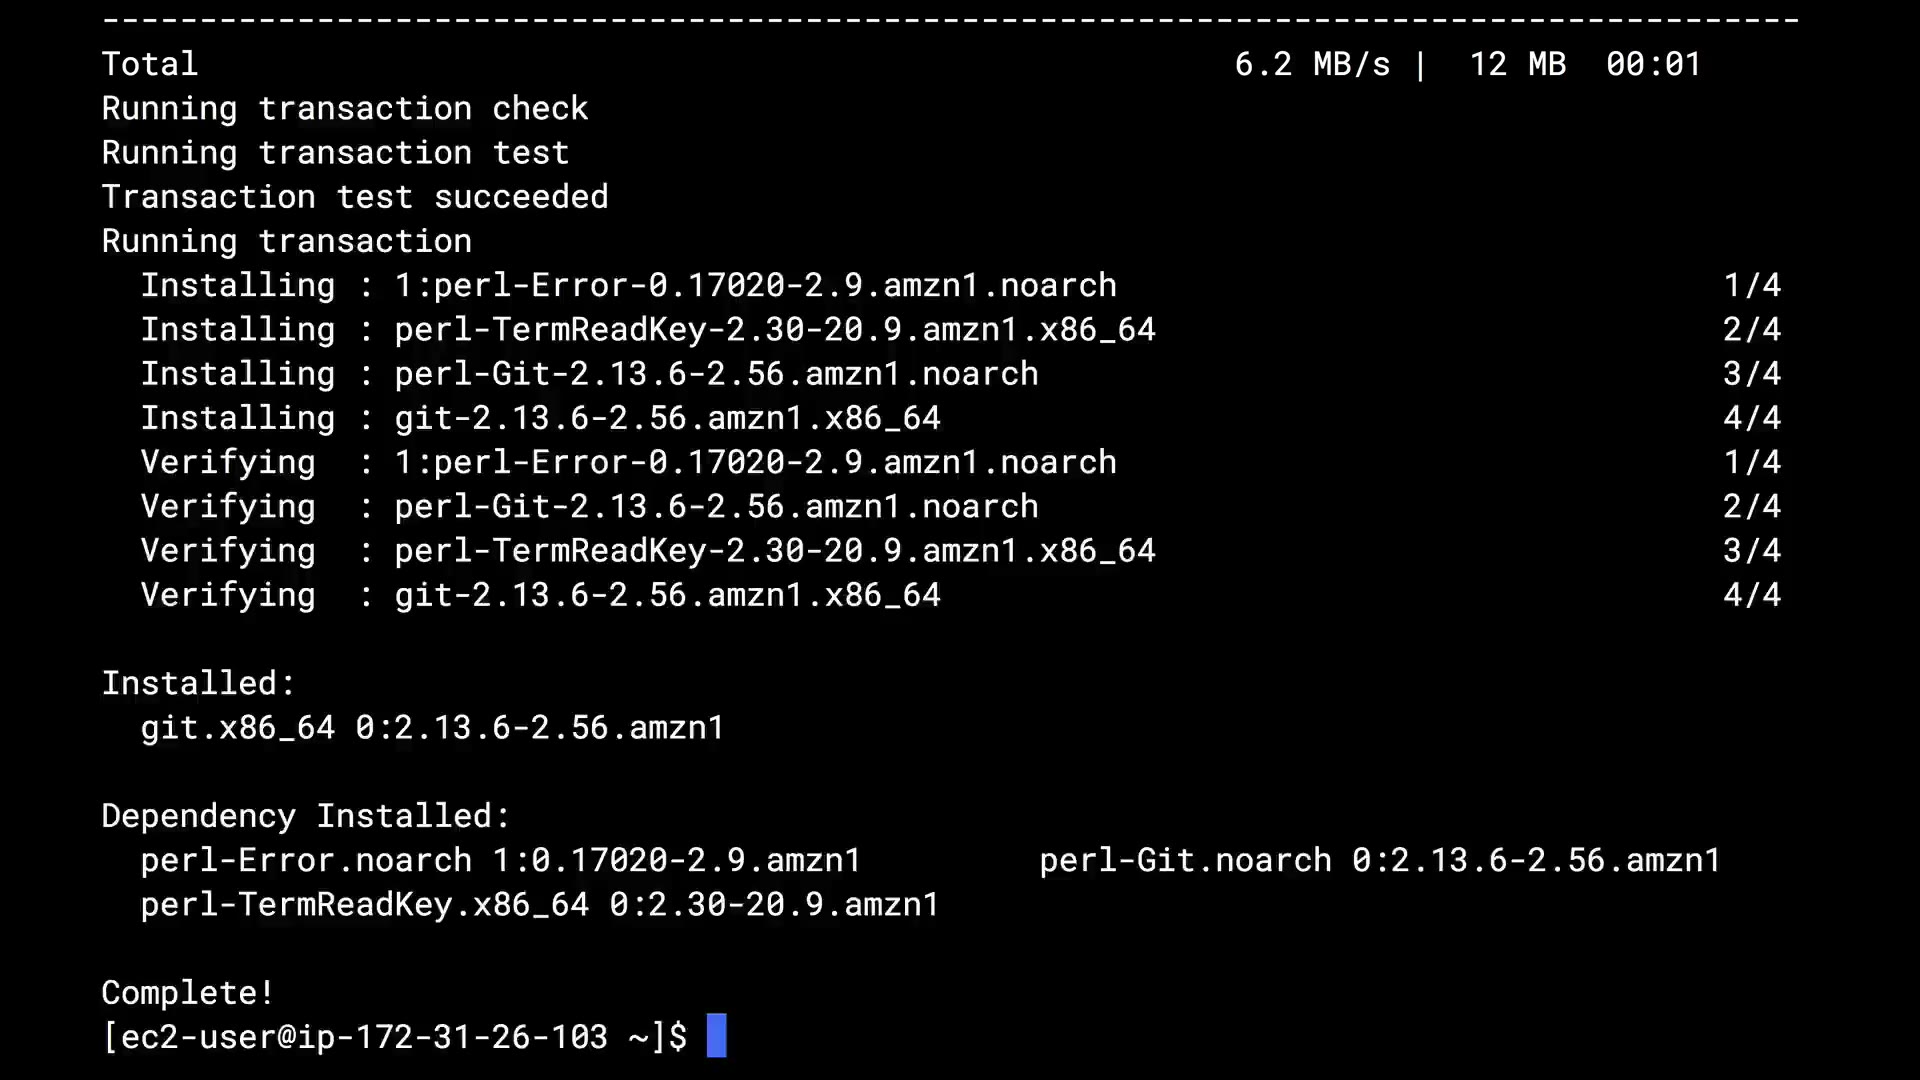 ---------------------------------------------------------------------------------------
Total                                                     6.2 MB/s |  12 MB  00:01
Running transaction check
Running transaction test
Transaction test succeeded
Running transaction
  Installing : 1:perl-Error-0.17020-2.9.amzn1.noarch                               1/4
  Installing : perl-TermReadKey-2.30-20.9.amzn1.x86_64                             2/4
  Installing : perl-Git-2.13.6-2.56.amzn1.noarch                                   3/4
  Installing : git-2.13.6-2.56.amzn1.x86_64                                        4/4
  Verifying  : 1:perl-Error-0.17020-2.9.amzn1.noarch                               1/4
  Verifying  : perl-Git-2.13.6-2.56.amzn1.noarch                                   2/4
  Verifying  : perl-TermReadKey-2.30-20.9.amzn1.x86_64                             3/4
  Verifying  : git-2.13.6-2.56.amzn1.x86_64                                        4/4

Installed:
  git.x86_64 0:2.13.6-2.56.amzn1

Dependency Installed:
  perl-Error.noarch 1:0.17020-2.9.amzn1         perl-Git.noarch 0:2.13.6-2.56.amzn1
  perl-TermReadKey.x86_64 0:2.30-20.9.amzn1

Complete!
[ec2-user@ip-172-31-26-103 ~]$